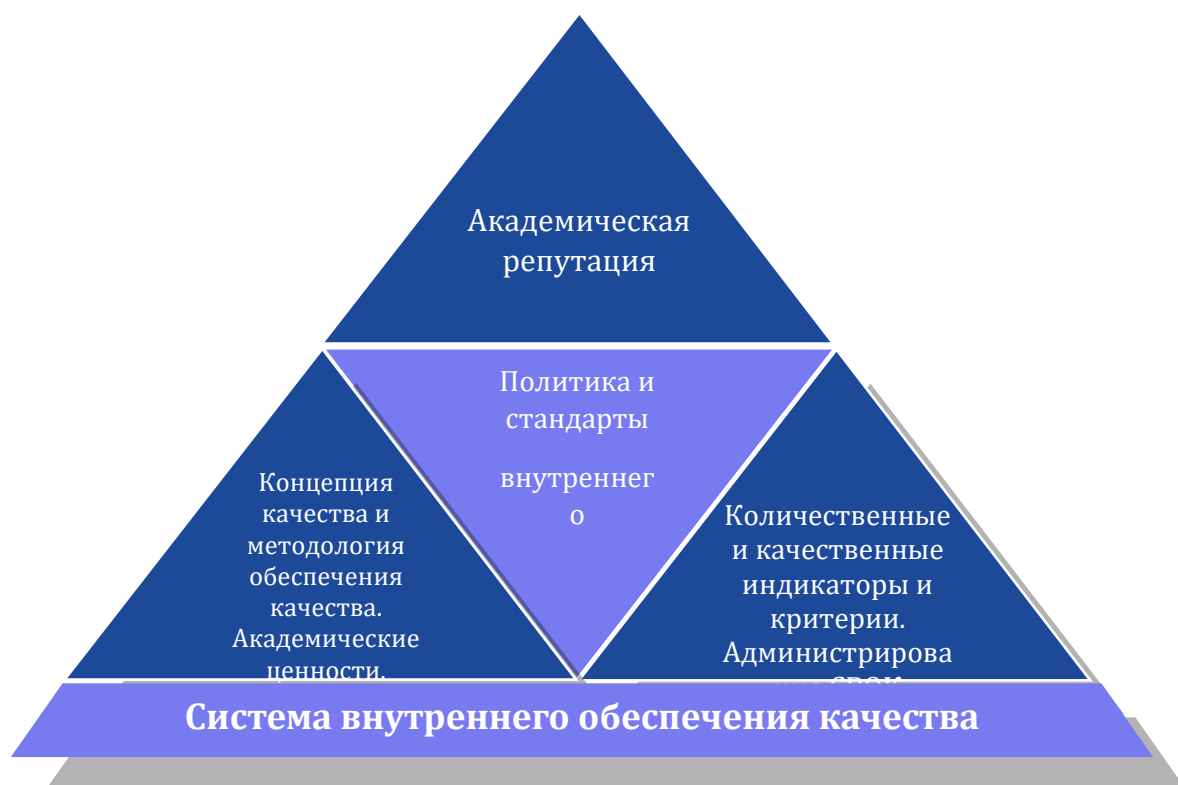 Академическая
репутация
Политика и
стандарты
внутреннег
о
Концепция
качества и
методология
обеспечения
качества.
Академические
ценности.
Количественные
и качественные
индикаторы и
критерии.
Администрирова
Система внутреннего обеспечения качества